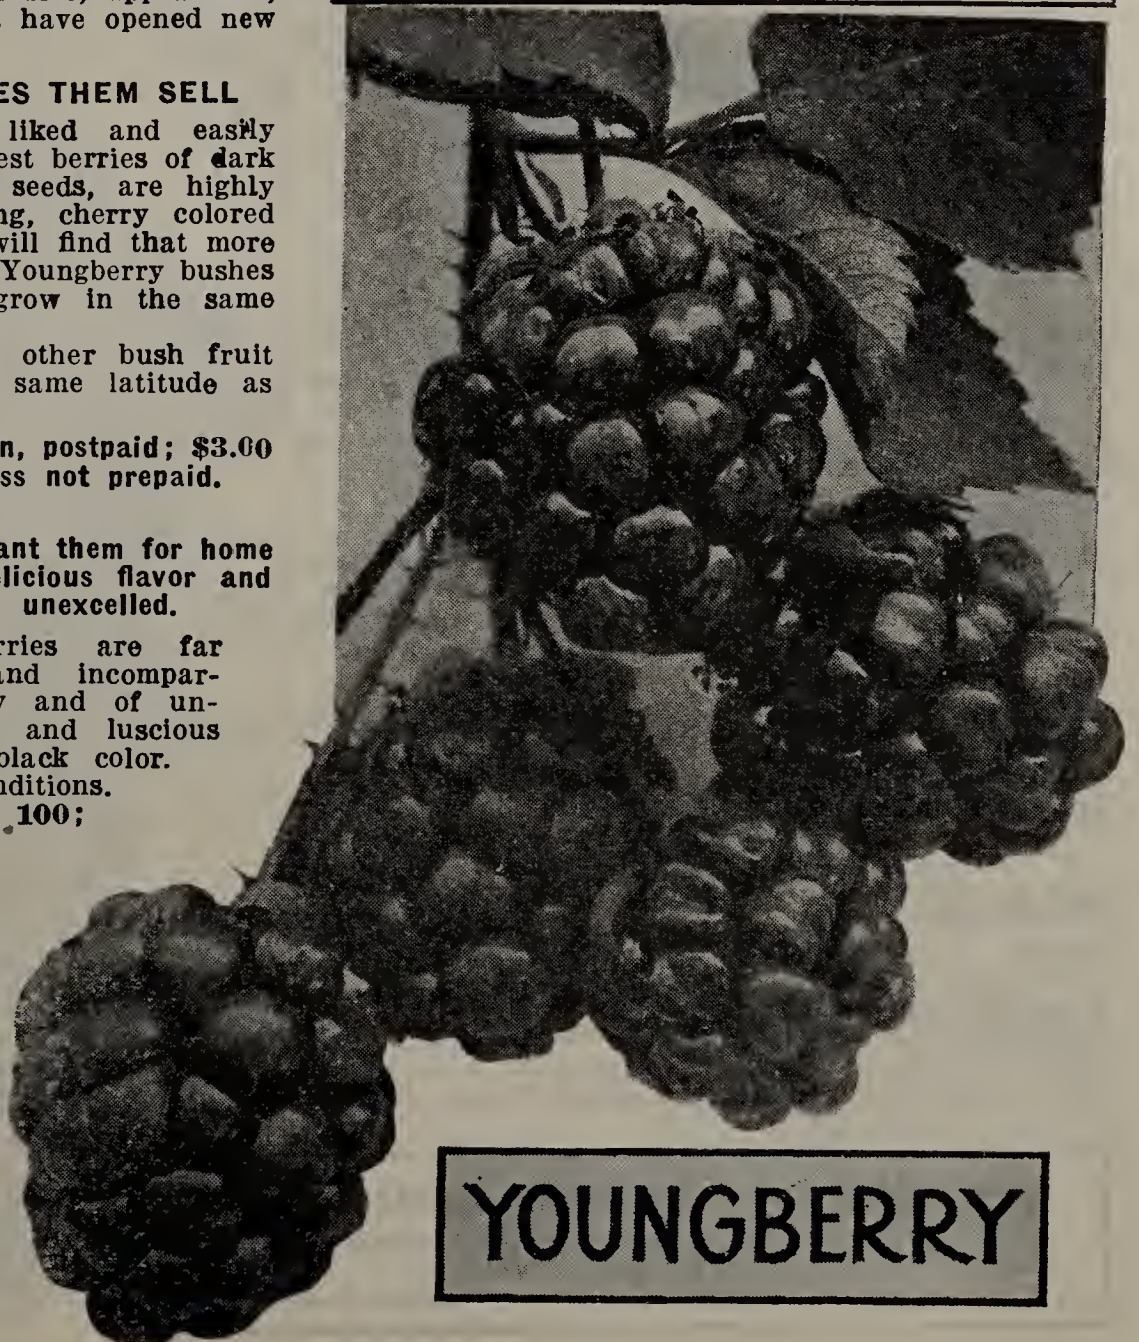 have opened new
ES THEM SELL
liked and easily
est berries of dark
seeds, are highly
ng, cherry colored
will find that more
Youngberry bushes
grow in the same
other bush fruit
same latitude as
n, postpaid; $3.00
ss not prepaid.
ant them for home
licious flavor and
unexcelled.
rries are far
and incompar-
y and of un-
and luscious
black color.
nditions.
100;
YOUNGBERRY